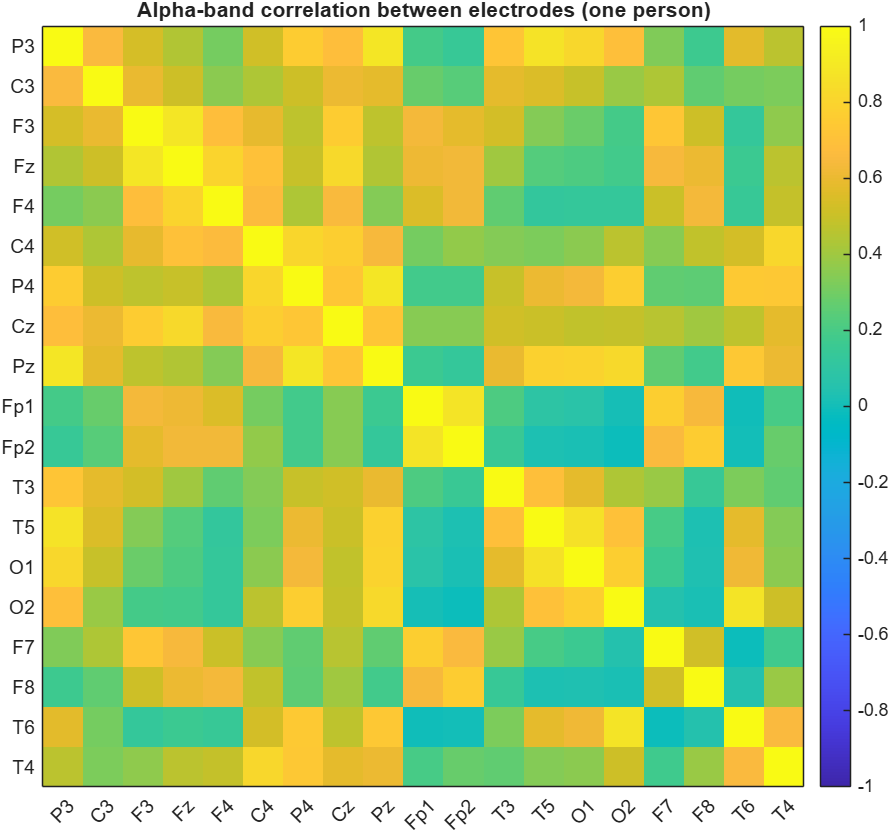 Alpha-band correlation between electrodes (one person)
P3
C3
F3
Fz
F4
C4
P4
Cz
Pz
Fp1
Fp2
T3
T5
O1
O2
F7
F8
T6
T4
P3 C3 F3 Fz F4 C4 P4 Cz Pz Fp1 Fp2 T3 T5 O1 O2 F7 F8 T6 T4
1
0.8
0.6
0.4
0.2
0
-0.2
-0.4
-0.6
-0.8
-1